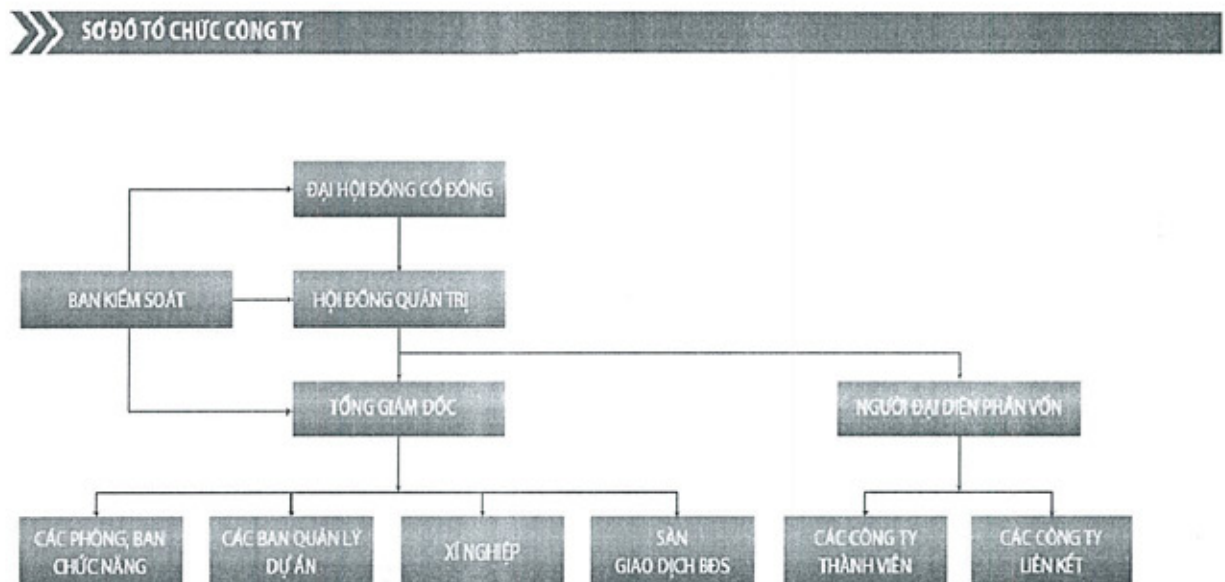 SƠ ĐỒ TỔ CHỨC CÔNG TY
ĐẠI HỘI ĐỒNG CỔ ĐÔNG
BAN KIỂM SOÁT
HỘI ĐỒNG QUẢN TRỊ
TỔNG GIÁM ĐỐC
NGƯỜI ĐẠI DIỆN PHẦN VỐN
CÁC PHÒNG, BAN
CHỨC NĂNG
CÁC BAN QUẢN LÝ
DỰ ÁN
XÍ NGHIỆP
SÀN
GIAO DỊCH BĐS
CÁC CÔNG TY
THÀNH VIÊN
CÁC CÔNG TY
LIÊN KẾT